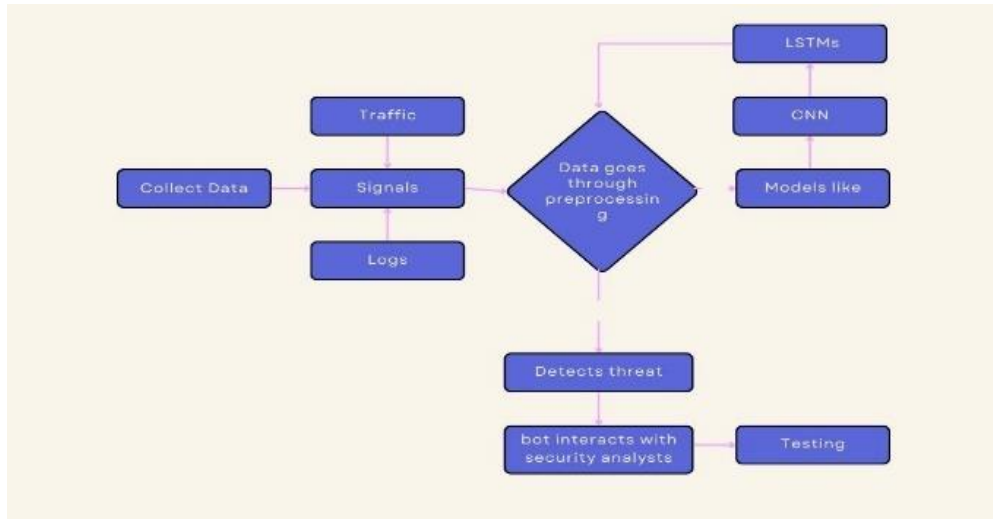 LSTMs
Traffic
CNN
Data goes
through
preprocessin
g
Collect Data
Signals
Models like
Logs
Detects threat
bot interacts with
security analysts
Testing